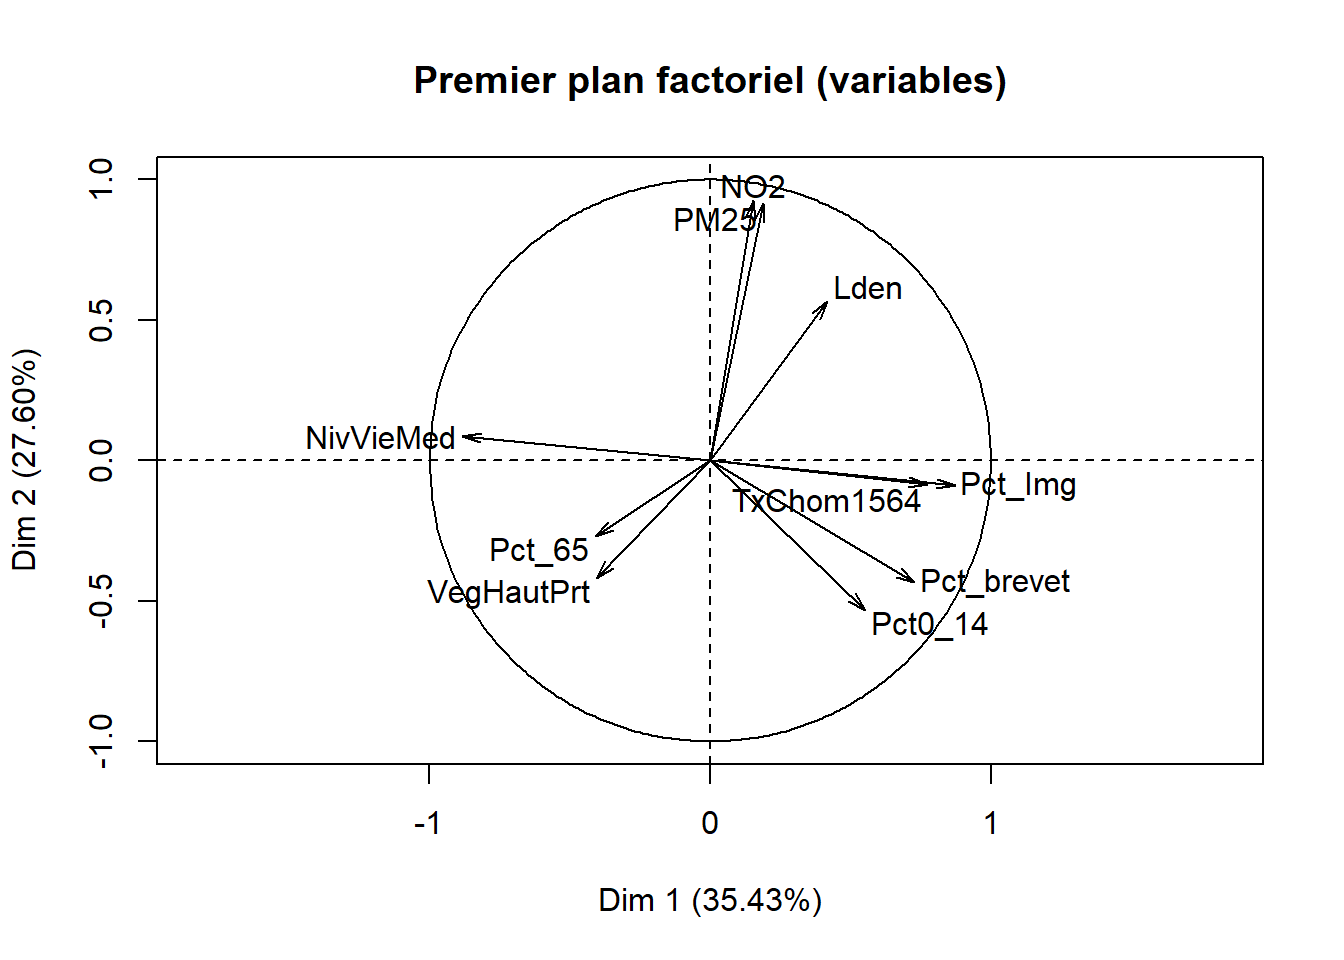 Premier plan factoriel (variables)
NO2
PM25
Lden
NivVieMed
Pct_Img
TxChom1564
Pct_65
VegHautPrt
Pct_brevet
Pct0_14
1.0
0.5
0.0
-0.5
-1.0
Dim 2 (27.60%)
-1 0 1
Dim 1 (35.43%)